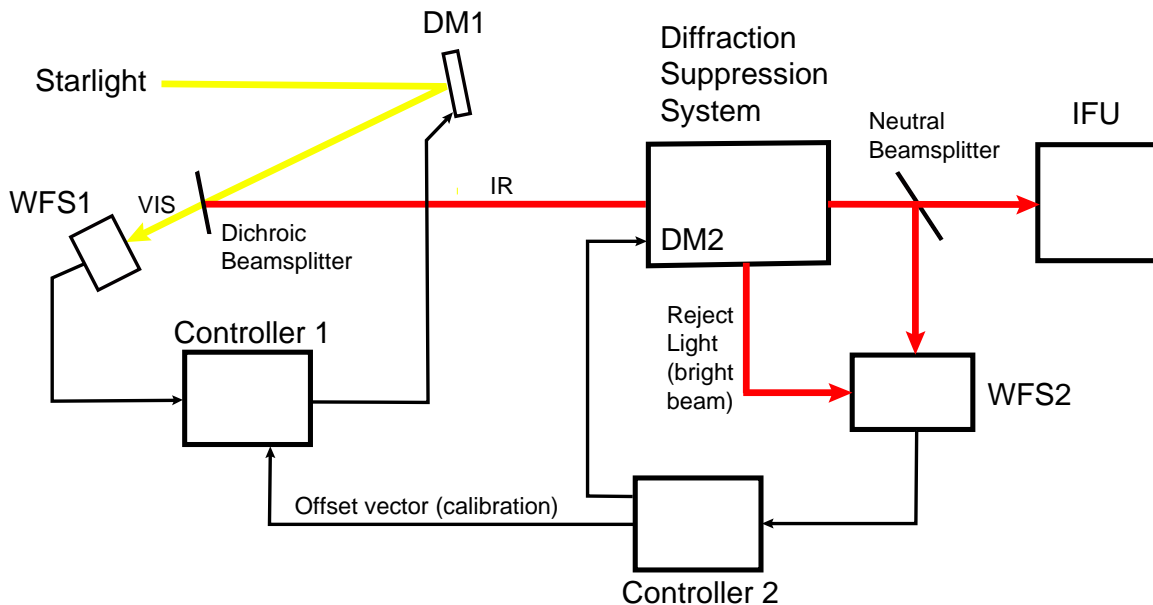 DM1
Starlight
Diffraction
Suppression
System
Neutral
Beamsplitter
IFU
WFS1
VIS
IR
Dichroic
Beamsplitter
DM2
Controller 1
Reject
Light
(bright
beam)
WFS2
Offset vector (calibration)
Controller 2